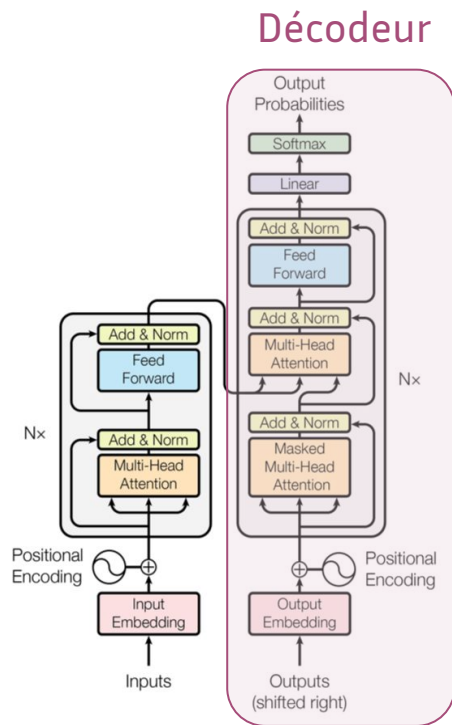 Décodeur
Output
Probabilities
Softmax
Linear
Add & Norm
Feed
Forward
Add & Norm
Multi-Head
Attention
Add & Norm
Masked
Multi-Head
Attention
N×
Positional
Encoding
Output
Embedding
Outputs
(shifted right)
Add & Norm
Feed
Forward
N×
Add & Norm
Multi-Head
Attention
Positional
Encoding
Input
Embedding
Inputs